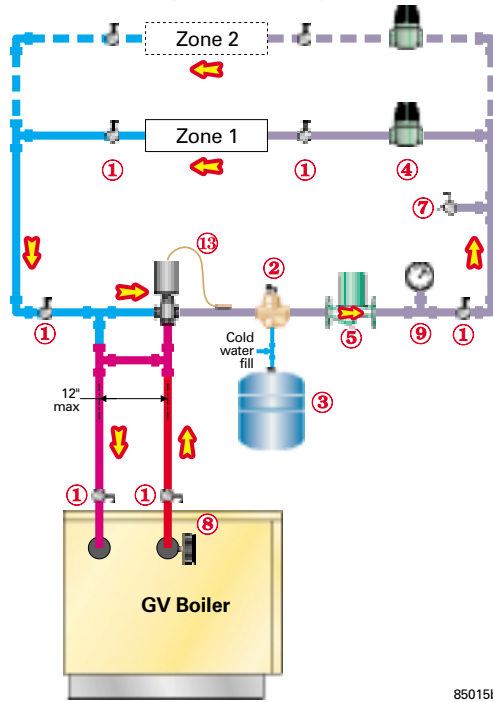 Zone 2
Zone 1
① ① ④
⑦
⑬
②
① ⑤ ⑨ ①
Cold
water
fill
③
12"
max
① ①
⑧
GV Boiler
85015b